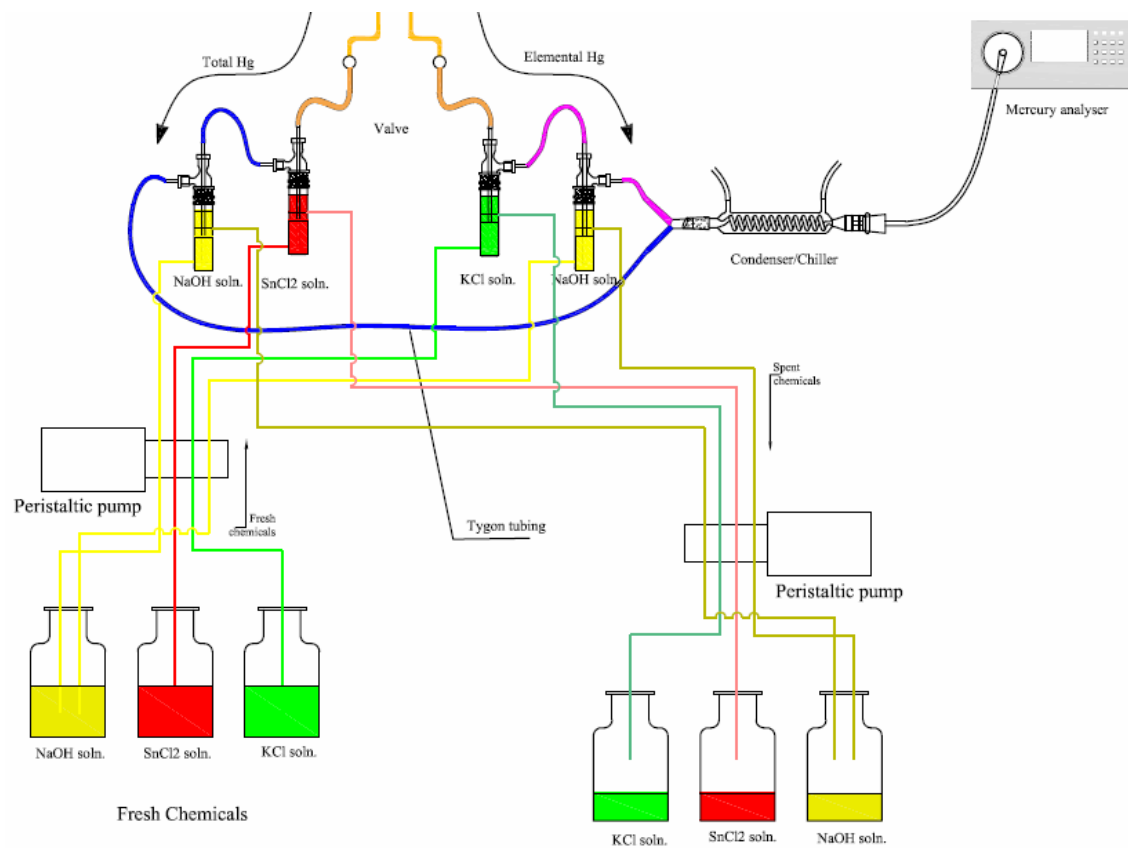 Total Hg
Elemental Hg
Mercury analyser
Valve
NaOH soln.
SnCl2 soln.
KCl soln.
NaOH soln.
Condenser/Chiller
Spent
chemicals
Peristaltic pump
Fresh
chemicals
Tygon tubing
Peristaltic pump
NaOH soln.
SnCl2 soln.
KCl soln.
Fresh Chemicals
KCl soln.
SnCl2 soln.
NaOH soln.